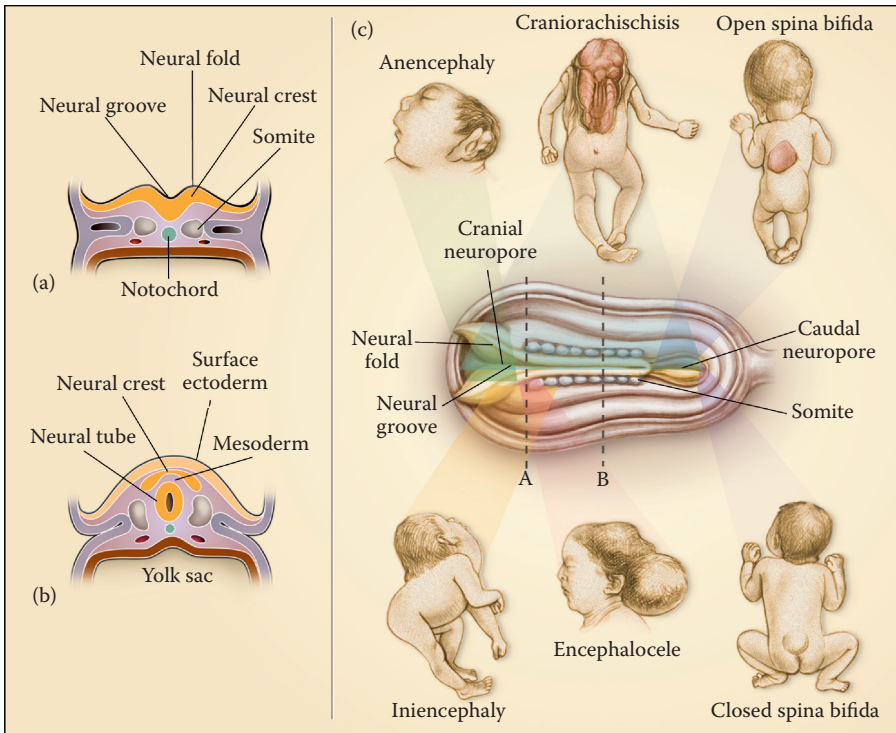 Neural fold
Neural groove
Neural crest
Somite
(a)
Notochord
Surface
ectoderm
Neural crest
Neural tube
Mesoderm
Yolk sac
(b)
(c)
Craniorachischisis
Open spina bifida
Anencephaly
Cranial
neuropore
Neural
fold
Neural
groove
Caudal
neuropore
Somite
A
B
Iniencephaly
Encephalocele
Closed spina bifida